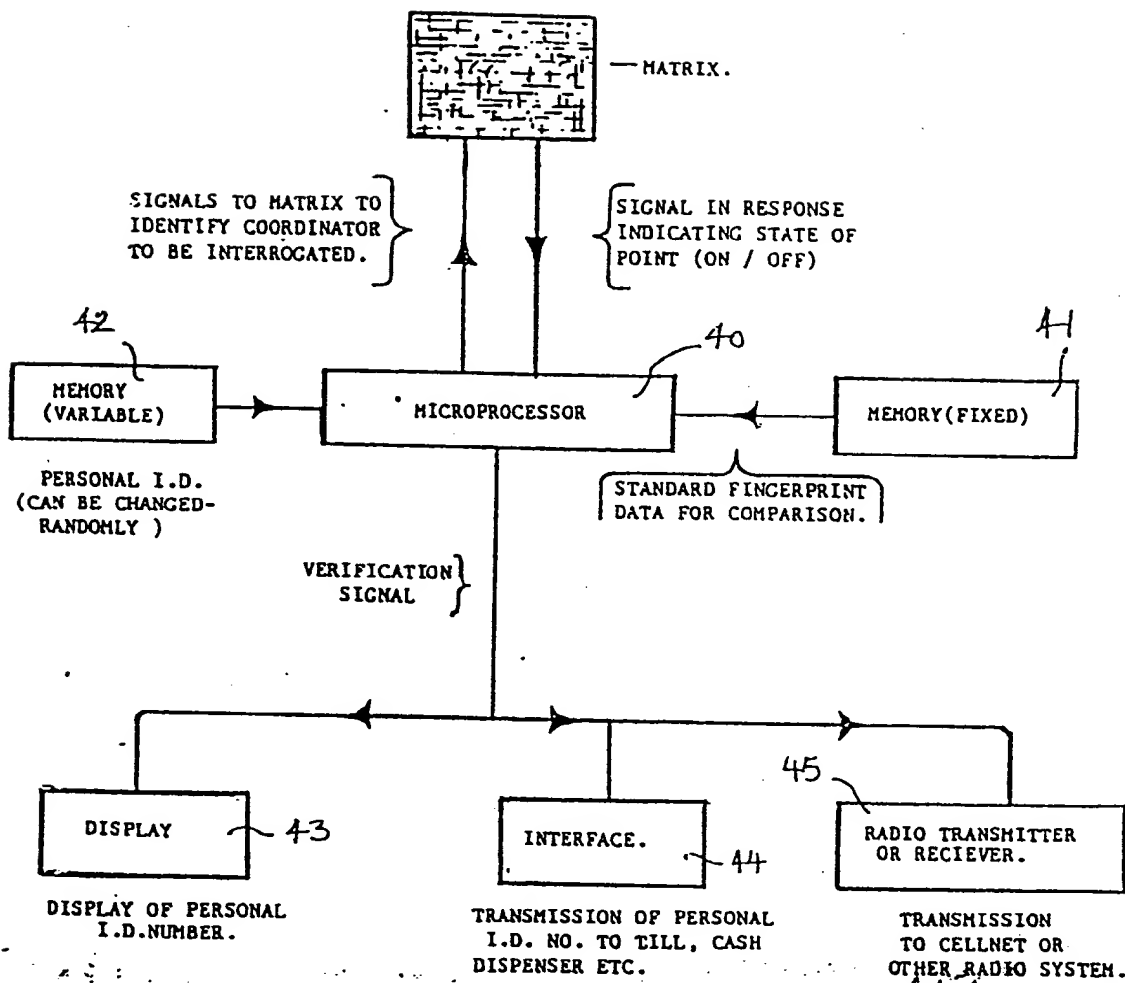 MATRIX.
SIGNALS TO MATRIX TO
IDENTIFY COORDINATOR
TO BE INTERROGATED.
SIGNAL IN RESPONSE
INDICATING STATE OF
POINT (ON / OFF)
42
40
41
MEMORY
(VARIABLE)
MICROPROCESSOR
MEMORY(FIXED)
PERSONAL I.D.
(CAN BE CHANGED-
RANDOMLY )
STANDARD FINGERPRINT
DATA FOR COMPARISON.
VERIFICATION
SIGNAL
45
DISPLAY
43
INTERFACE.
44
RADIO TRANSMITTER
OR RECIEVER.
DISPLAY OF PERSONAL
I.D.NUMBER.
TRANSMISSION OF PERSONAL
I.D. NO. TO TILL, CASH
DISPENSER ETC.
TRANSMISSION
TO CELLNET OR
OTHER RADIO SYSTEM.